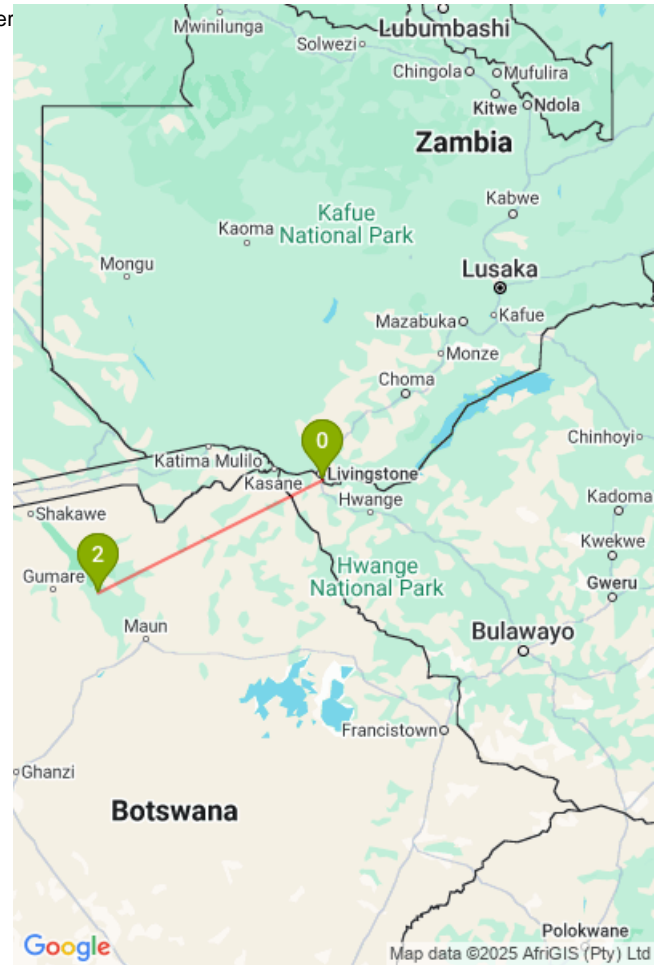 er
Mwinilunga
Lubumbashi
Solwezi
Chingola
Mufulira
Kitwe
Ndola
Zambia
Kabwe
Kafue
National Park
Kaoma
Mongu
Lusaka
Kafue
Mazabuka
Monze
Choma
0
Chinhoyi
Katima Mulilo
Livingstone
Kasane
Hwange
Kadoma
Shakawe
2
Kwekwe
Hwange
National Park
Gumare
Gweru
Maun
Bulawayo
Francistown
Ghanzi
Botswana
Polokwane
Google
Map data ©2025 AfriGIS (Pty) Ltd